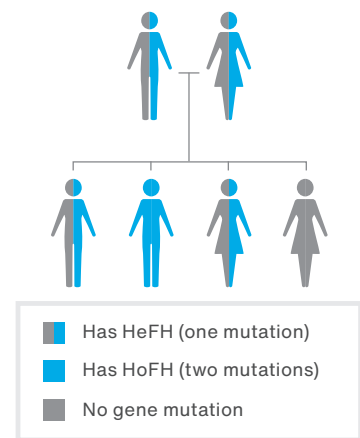 Has HeFH (one mutation)
Has HoFH (two mutations)
No gene mutation